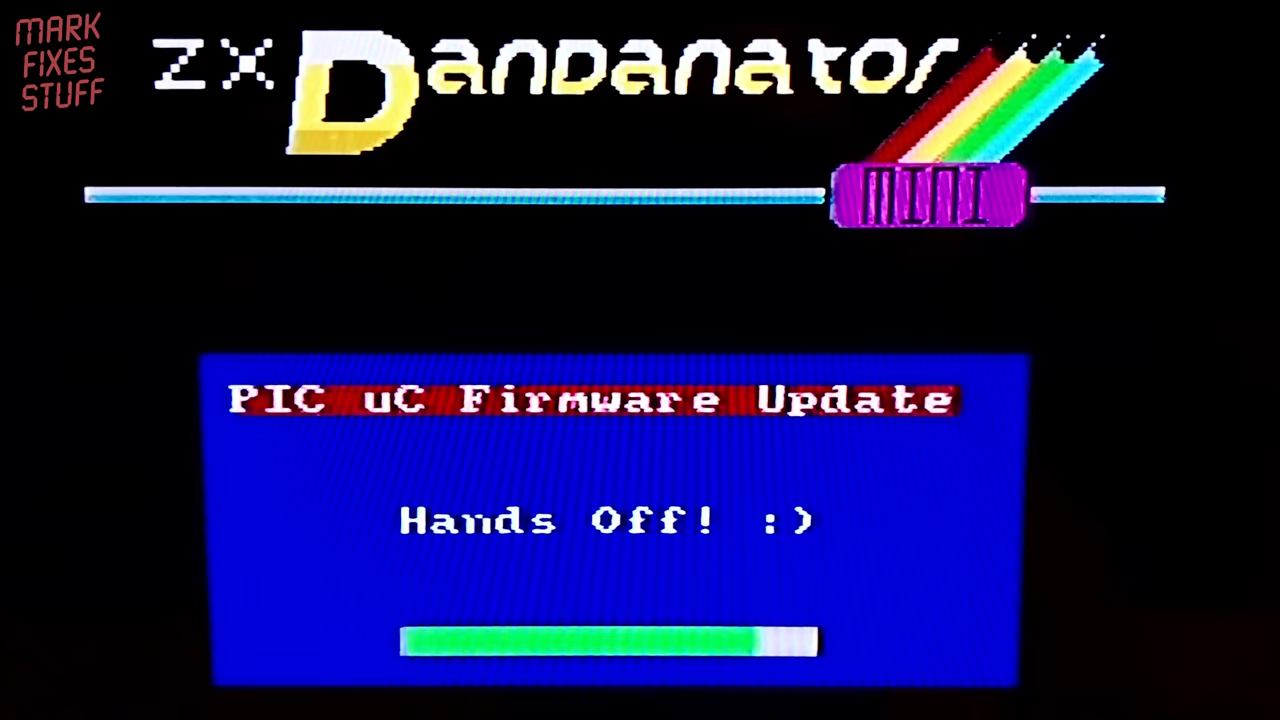 MARK
FIXES
STUFF
ZX Dandanator
MINI
PIC uC Firmware Update
Hands Off! :)